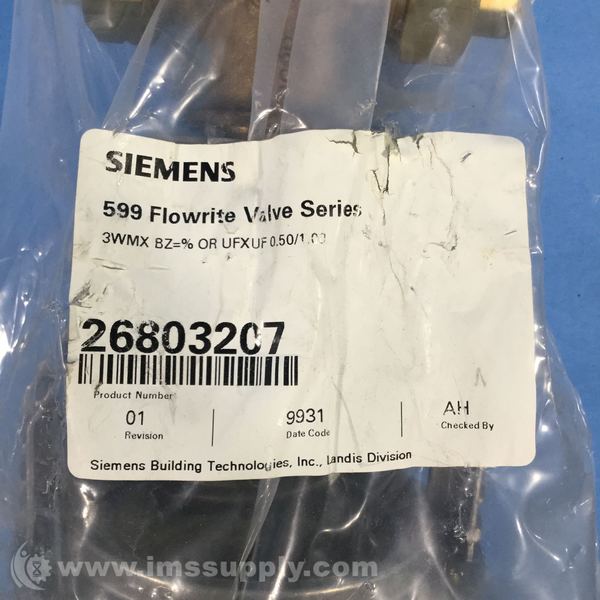 SIEMENS
599 Flowrite Valve Series
3WMX BZ=% OR UFXUF 0.50/1.00
26803207
Product Number
01
9931
AH
Revision
Date Code
Checked By
Siemens Building Technologies, Inc., Landis Division
www.imssupply.com